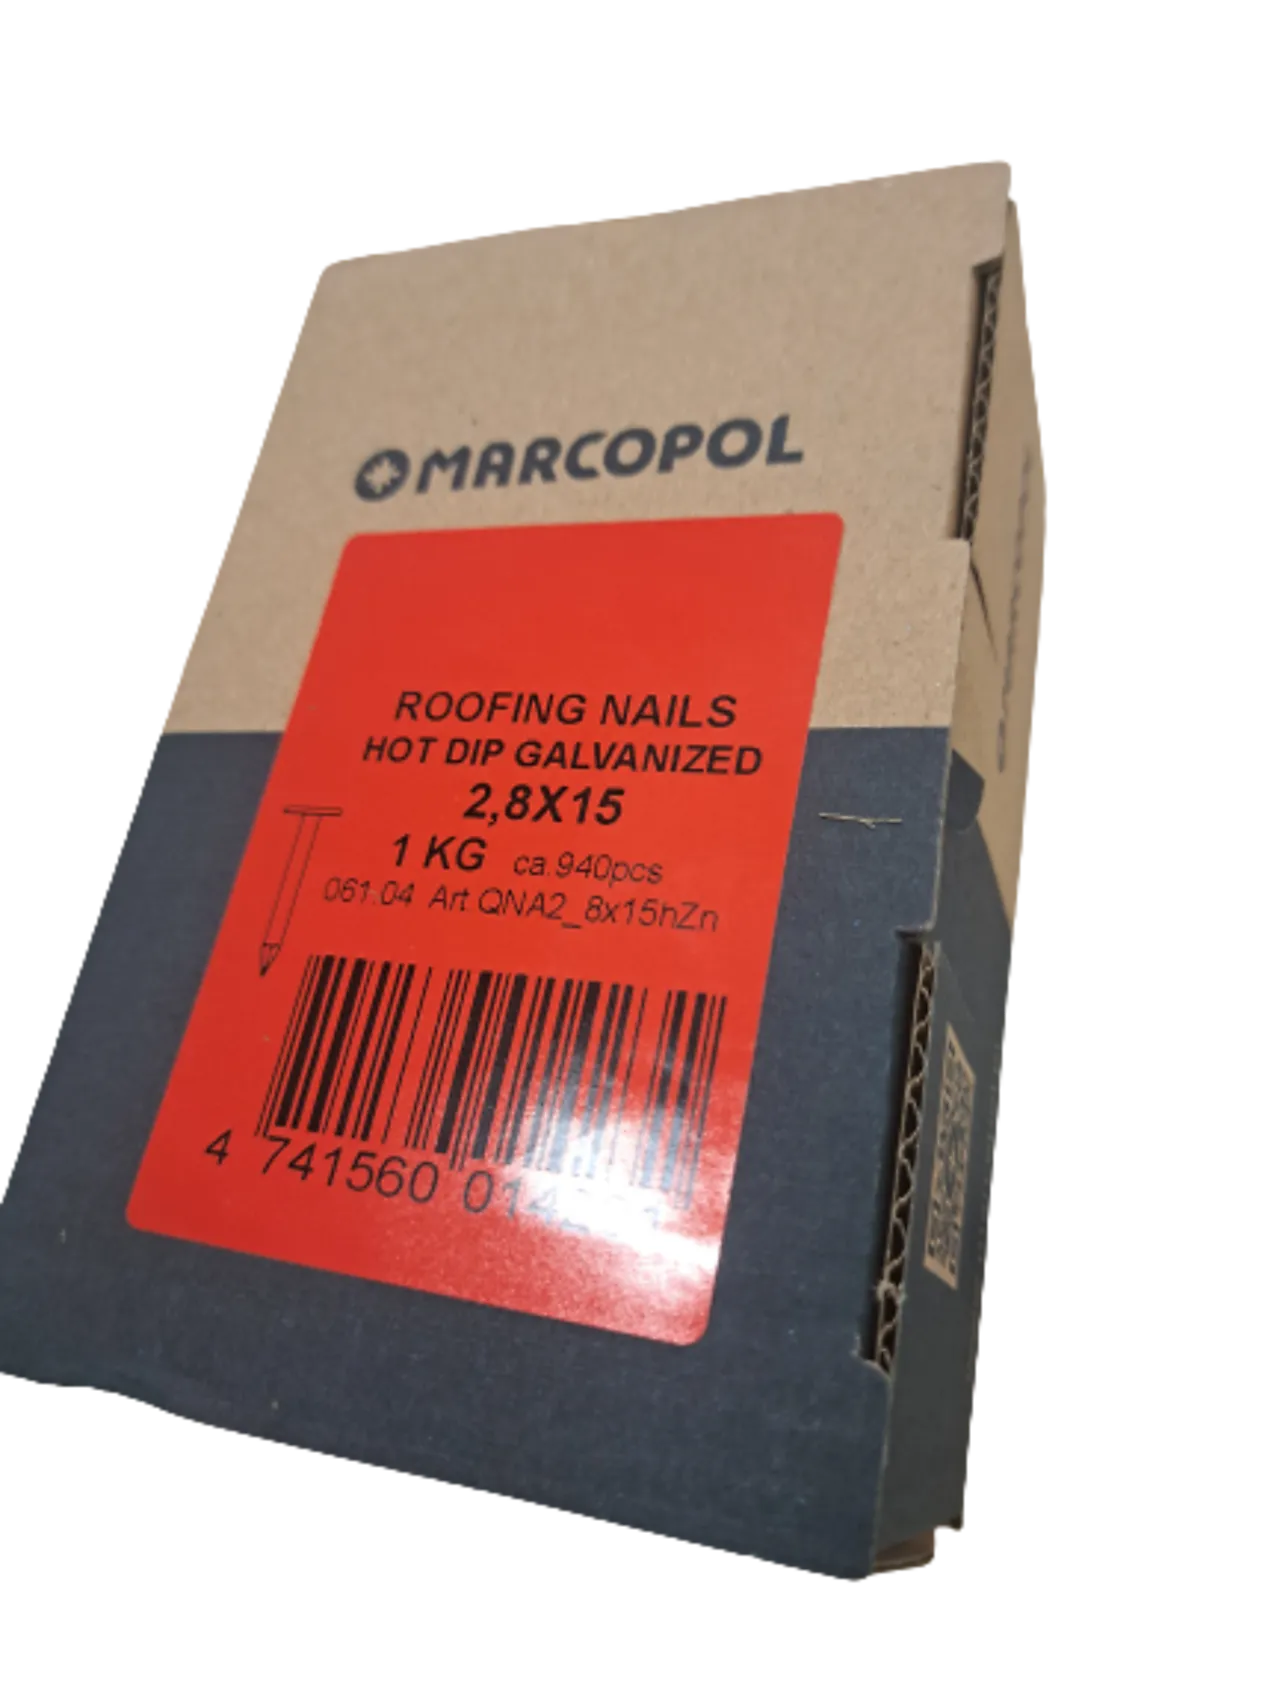 MARCOPOL
ROOFING NAILS
HOT DIP GALVANIZED
2,8X15
1 KG ca.940pcs
061.04 Art QNA2_8x15hZn
4 741560